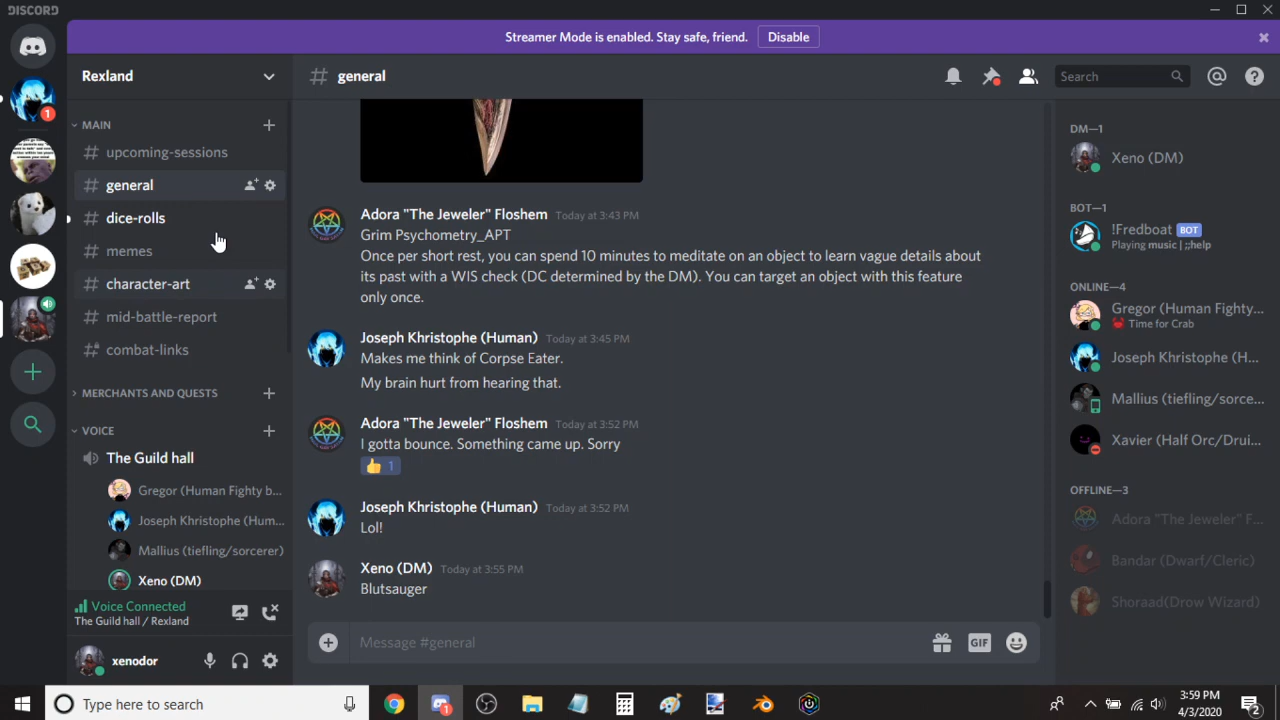 DISCORD
Streamer Mode is enabled. Stay safe, friend.
Disable
Rexland
general
Search
1
MAIN
upcoming-sessions
general
dice-rolls
memes
character-art
mid-battle-report
combat-links
MERCHANTS AND QUESTS
VOICE
The Guild hall
Gregor (Human Fighty b...
Joseph Khristophe (Hum...
Mallius (tiefling/sorcerer)
Xeno (DM)
Voice Connected
The Guild hall / Rexland
xenodor
Adora "The Jeweler" Floshem Today at 3:43 PM
Grim Psychometry_APT
Once per short rest, you can spend 10 minutes to meditate on an object to learn vague details about
its past with a WIS check (DC determined by the DM). You can target an object with this feature
only once.
Joseph Khristophe (Human) Today at 3:45 PM
Makes me think of Corpse Eater.
My brain hurt from hearing that.
Adora "The Jeweler" Floshem Today at 3:52 PM
I gotta bounce. Something came up. Sorry
1
Joseph Khristophe (Human) Today at 3:52 PM
Lol!
Xeno (DM) Today at 3:55 PM
Blutsauger
Message #general
GIF
DM—1
Xeno (DM)
BOT—1
!Fredboat BOT
Playing music | ;;help
ONLINE—4
Gregor (Human Fighty...
Time for Crab
Joseph Khristophe (H...
Mallius (tiefling/sorce...
Xavier (Half Orc/Drui...
OFFLINE—3
Adora "The Jeweler" F...
Bandar (Dwarf/Cleric)
Shoraad(Drow Wizard)
Type here to search
1
3:59 PM
4/3/2020
2